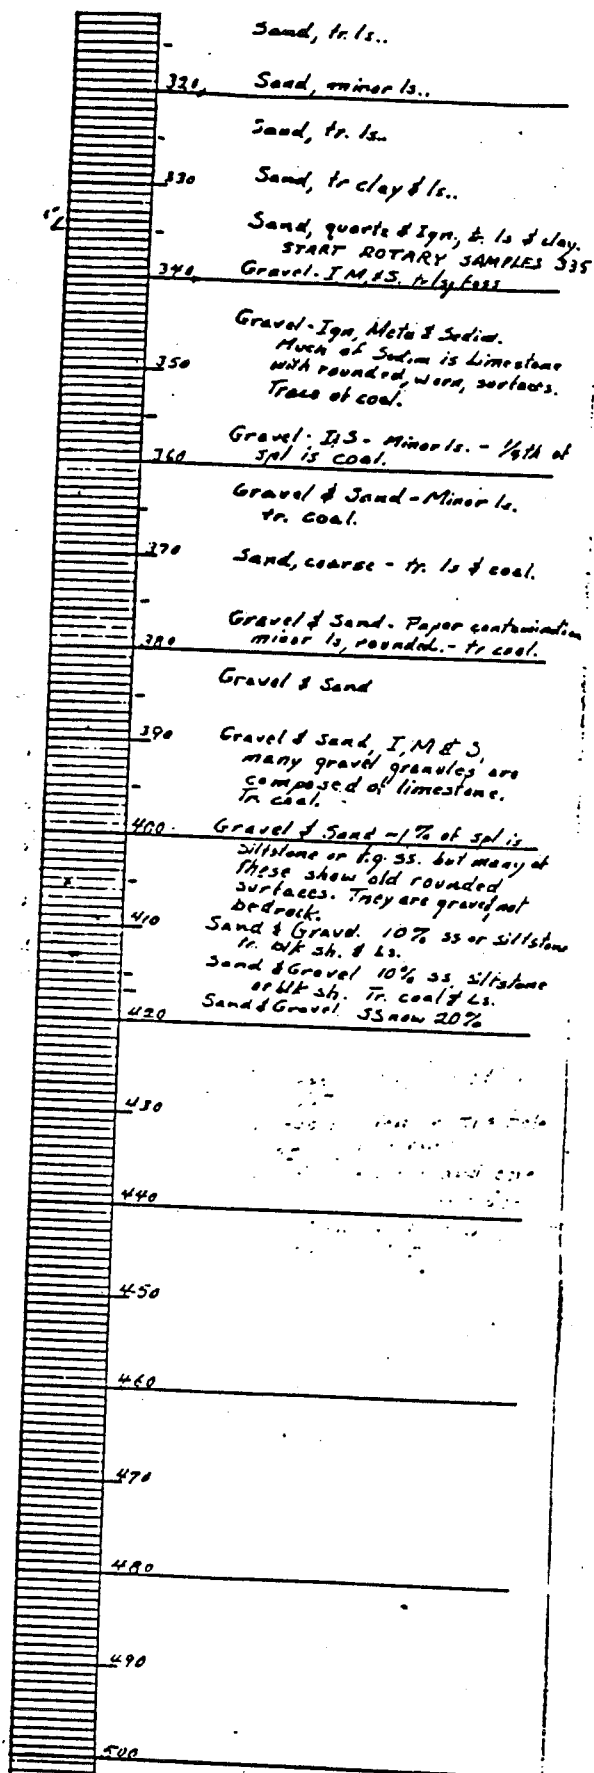 Sand, tr. ls..
320
Sand, minor ls..
Sand, tr. ls..
330
Sand, tr clay & ls..
Sand, quartz & Ign, tr. ls & clay.
START ROTARY SAMPLES 335
340
Gravel - I M, & S.
Gravel - Ign, Meta & Sedim.
Much of Sedim is Limestone
350
with rounded, worn, surfaces.
Trace of coal.
Gravel - I, S - Minor ls. -
360
spl is coal.
Gravel & Sand - Minor ls.
tr. coal.
370
Sand, coarse - tr. ls & coal.
Gravel & Sand. Paper contamination
380
minor ls, rounded. - tr coal.
Gravel & Sand
390
Gravel & Sand, I, M & S,
many gravel granules are
composed of limestone.
Tr. coal.
400
Gravel & Sand - 1% of spl is
Siltstone or f.g. ss. but many of
these show old rounded
surfaces. They are gravel, not
bedrock.
410
Sand & Gravel. 10% ss or siltstone
tr. blk sh. & Ls.
Sand & Gravel 10% ss, siltstone
or blk sh. Tr. coal & Ls.
420
Sand & Gravel. SS now 20%
430
440
450
460
470
480
490
500